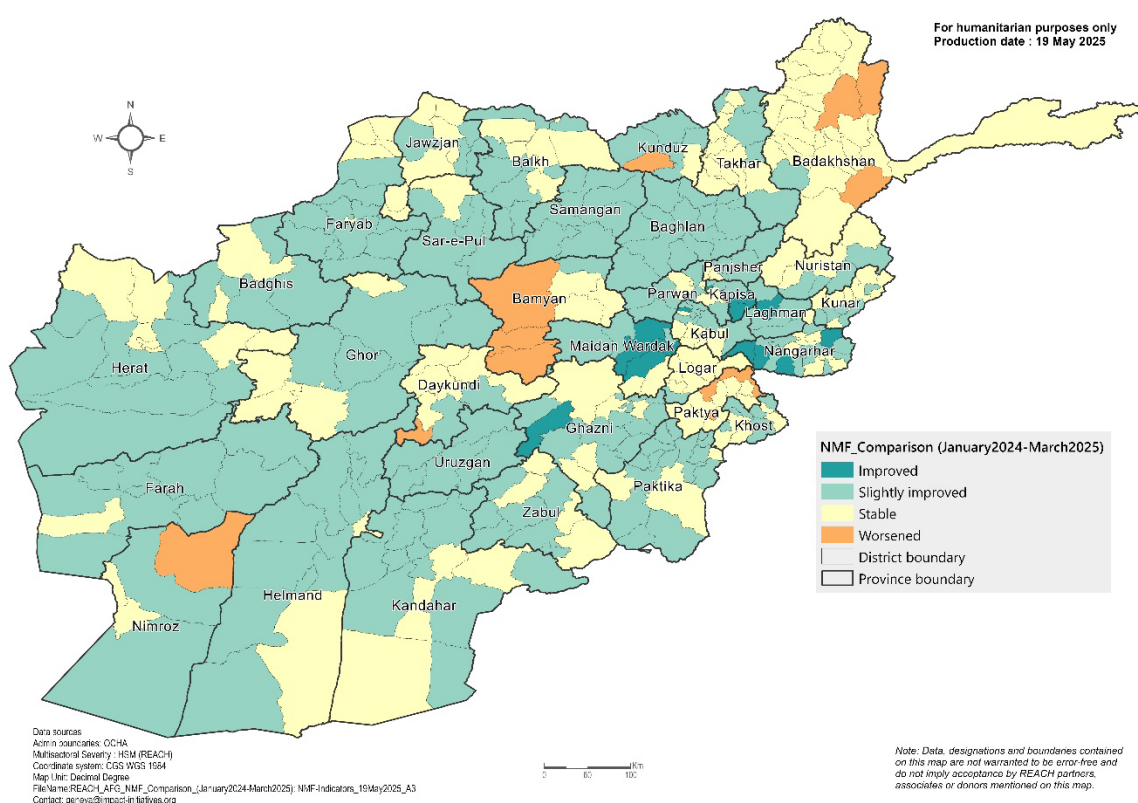 For humanitarian purposes only
Production date : 19 May 2025
N
W E
S
Jawzjan
Balkh
Kunduz
Takhar
Badakhshan
Faryab
Sar-e-Pul
Samangan
Baghlan
Badghis
Bamyan
Panjsher
Nuristan
Parwan
Kapisa
Kunar
Laghman
Herat
Ghor
Maidan Wardak
Kabul
Nangarhar
Daykundi
Logar
Paktya
Khost
Ghazni
Uruzgan
Farah
Paktika
Zabul
Helmand
Kandahar
Nimroz
NMF_Comparison (January2024-March2025)
Improved
Slightly improved
Stable
Worsened
District boundary
Province boundary
Km
0 50 100
Data sources
Admin boundaries: OCHA
Multisectoral Severity : HSM (REACH)
Coordinate system: CGS WGS 1984
Map Unit: Decimal Degree
FileName:REACH_AFG_NMF_Comparison_(January2024-March2025): NMF-Indicators_19May2025_A3
Contact: geneva@impact-initiatives.org
Note: Data, designations and boundaries contained
on this map are not warranted to be error-free and
do not imply acceptance by REACH partners,
associates or donors mentioned on this map.